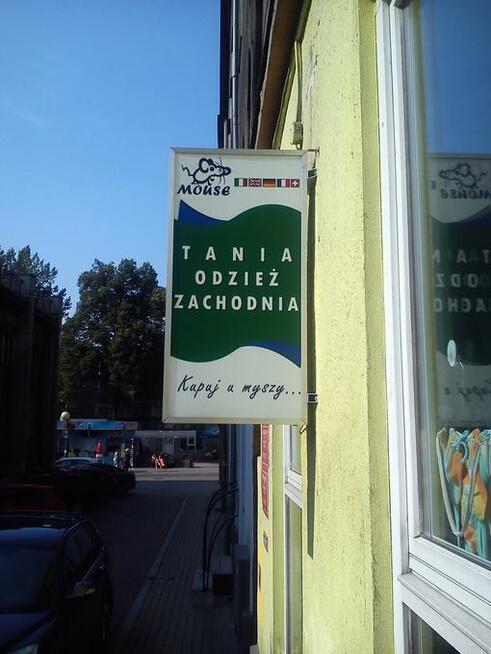 Mouse
TANIA
ODZIEŻ
ZACHODNIA
Kupuj u myszy...